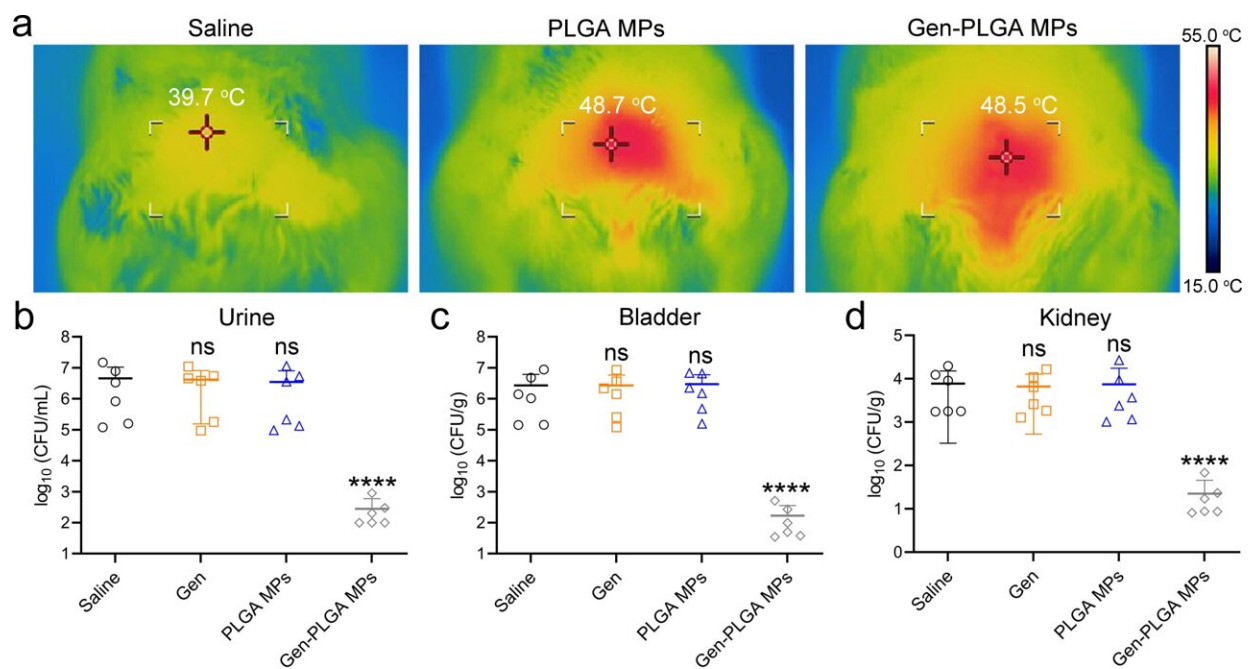 a
Saline
PLGA MPs
Gen-PLGA MPs
39.7 °C
48.7 °C
48.5 °C
55.0 °C
15.0 °C
b
Urine
log10 (CFU/mL)
8
7
6
5
4
3
2
1
ns
ns
****
Saline
Gen
PLGA MPs
Gen-PLGA MPs
c
Bladder
log10 (CFU/g)
8
7
6
5
4
3
2
1
ns
ns
****
Saline
Gen
PLGA MPs
Gen-PLGA MPs
d
Kidney
log10 (CFU/g)
5
4
3
2
1
0
ns
ns
****
Saline
Gen
PLGA MPs
Gen-PLGA MPs